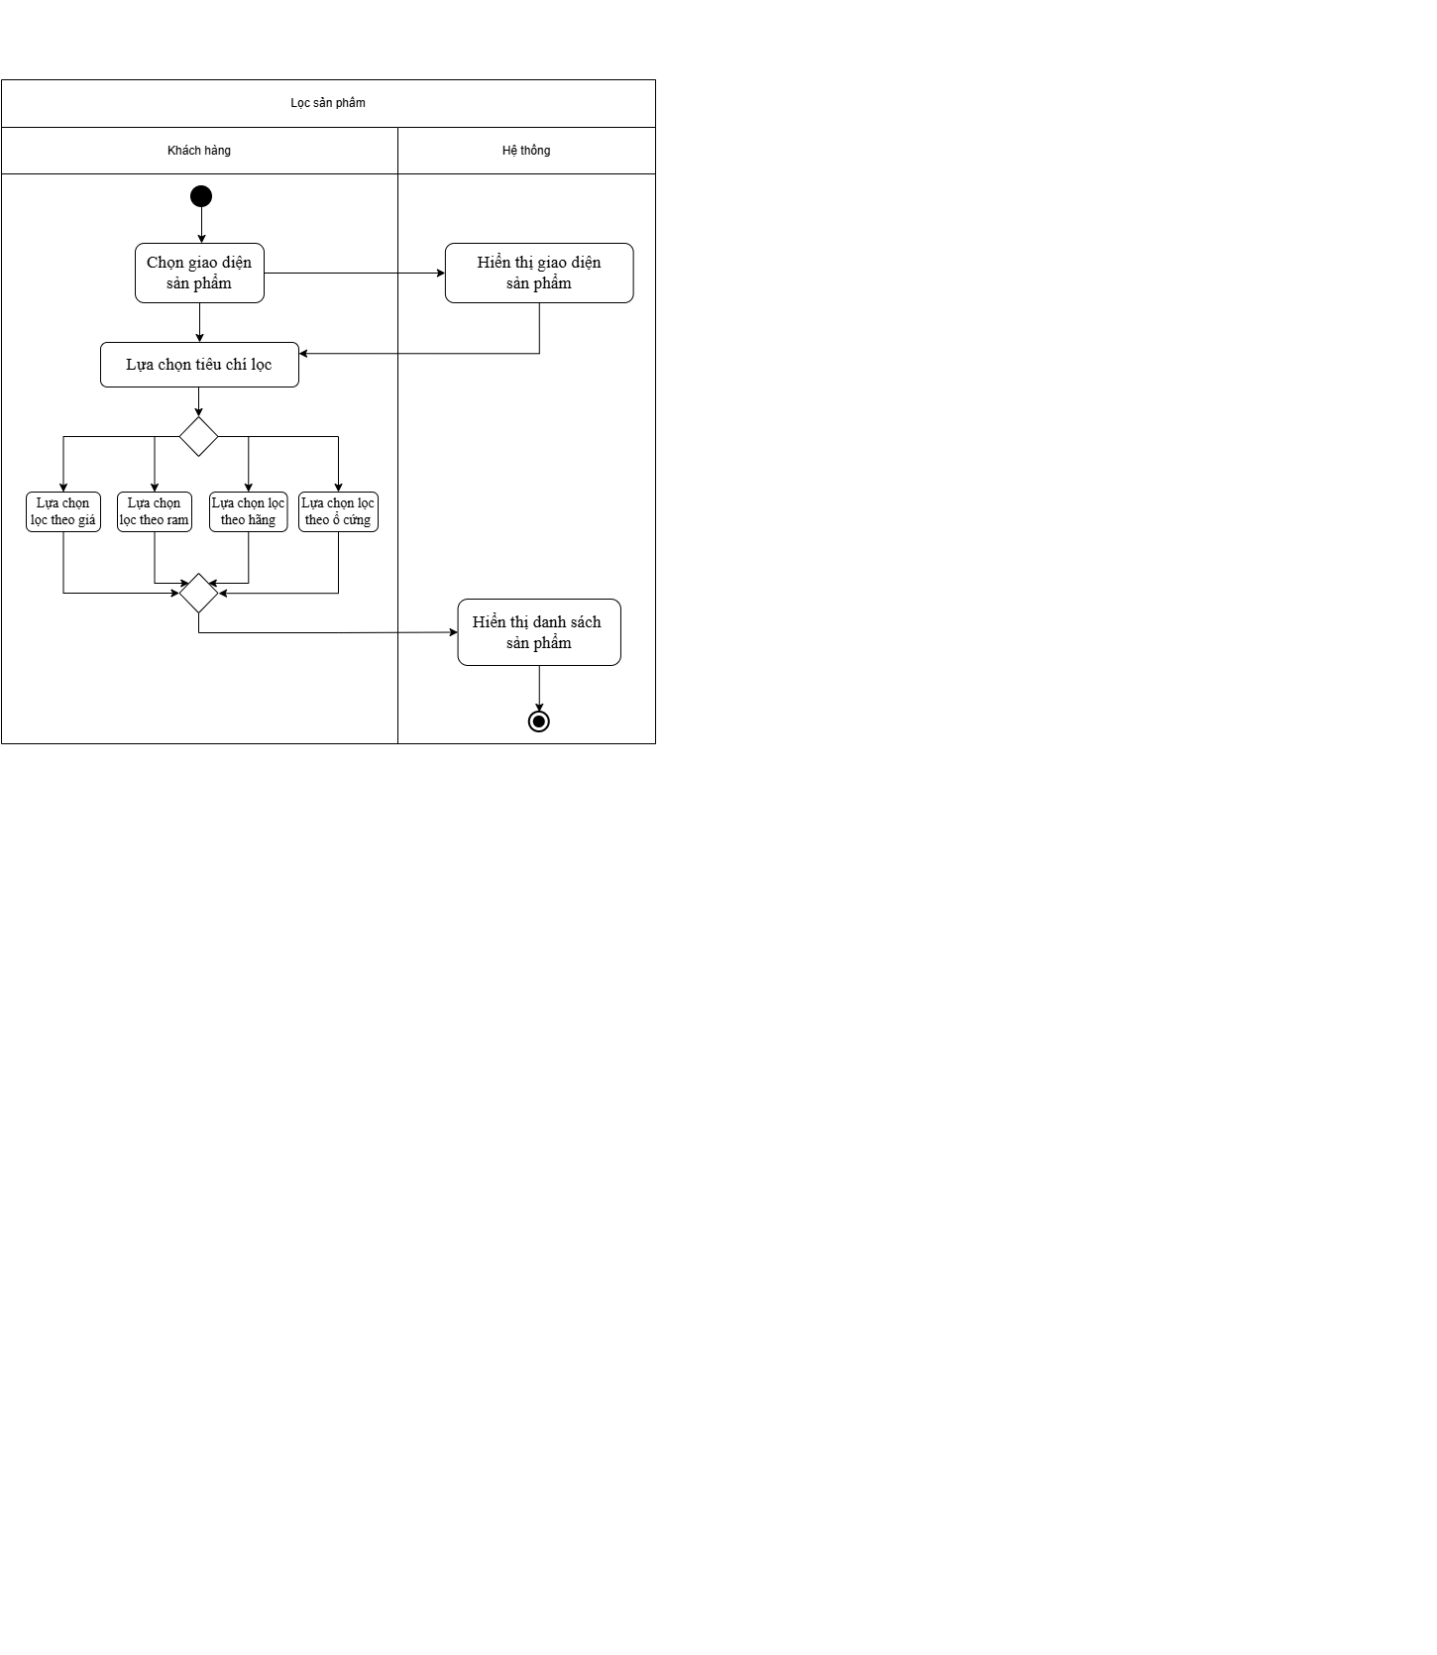 Lọc sản phẩm
Khách hàng
Hệ thống
Chọn giao diện
sản phẩm
Hiển thị giao diện
sản phẩm
Lựa chọn tiêu chí lọc
Lựa chọn
lọc theo giá
Lựa chọn
lọc theo ram
Lựa chọn lọc
theo hãng
Lựa chọn lọc
theo ổ cứng
Hiển thị danh sách
sản phẩm